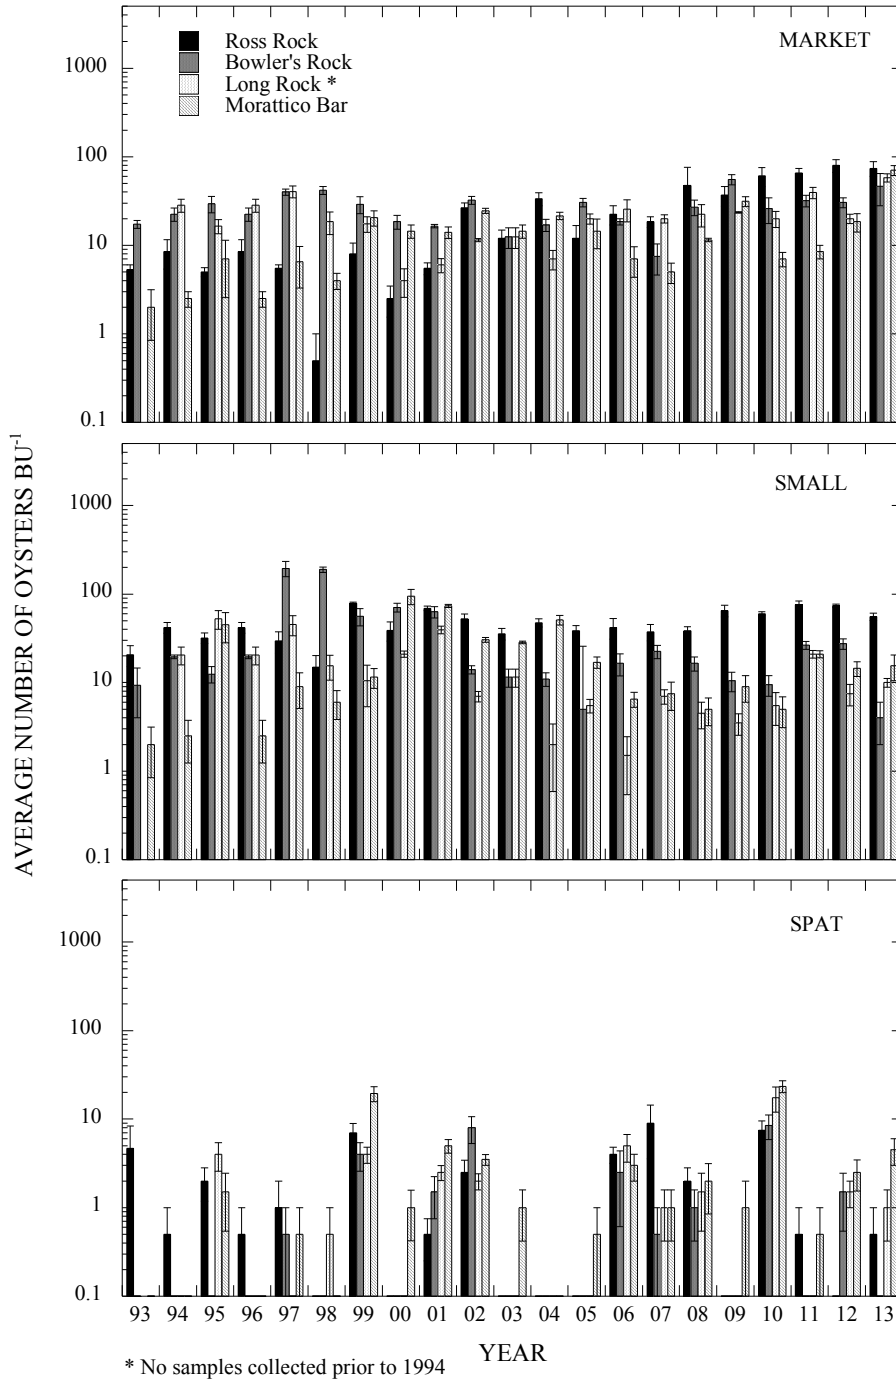 Ross Rock
Bowler's Rock
Long Rock *
Morattico Bar
MARKET
1000
100
10
1
0.1
SMALL
1000
100
10
1
0.1
SPAT
1000
100
10
1
0.1
AVERAGE NUMBER OF OYSTERS BU-1
93 94 95 96 97 98 99 00 01 02 03 04 05 06 07 08 09 10 11 12 13
YEAR
* No samples collected prior to 1994